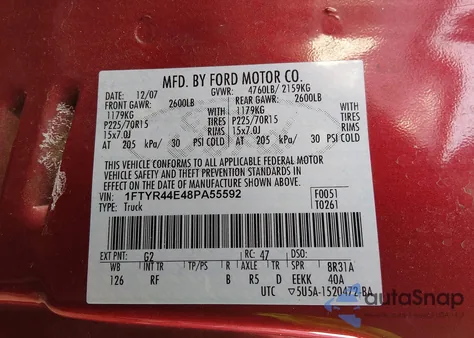 MFD. BY FORD MOTOR CO.
DATE: 12/07 GVWR: 4760LB/ 2159KG
FRONT GAWR: 2600LB REAR GAWR: 2600LB
1179KG WITH 1179KG WITH
P225/70R15 TIRES P225/70R15 TIRES
15x7.0J RIMS 15x7.0J RIMS
AT 205 kPa/ 30 PSI COLD AT 205 kPa/ 30 PSI COLD
THIS VEHICLE CONFORMS TO ALL APPLICABLE FEDERAL MOTOR
VEHICLE SAFETY AND THEFT PREVENTION STANDARDS IN
EFFECT ON THE DATE OF MANUFACTURE SHOWN ABOVE.
VIN: 1FTYR44E48PA55592 F0051
TYPE: Truck T0261
EXT PNT: G2 RC: 47 DSO:
WB INT TR TP/PS R AXLE TR SPR BR31A
126 RF B R5 D EEKK 40A
UTC ▽5U5A-1520472-BA
autoSnap